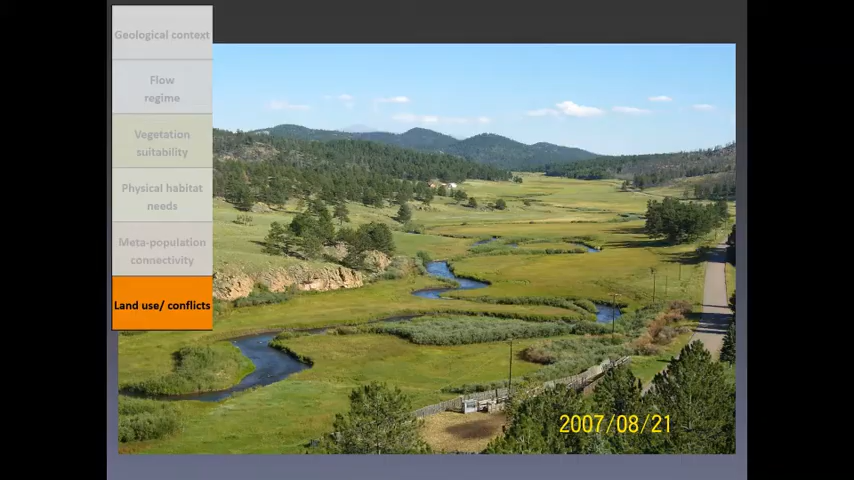 Geological context
Flow
regime
Vegetation
suitability
Physical habitat
needs
Meta-population
connectivity
Land use/ conflicts
2007/08/21